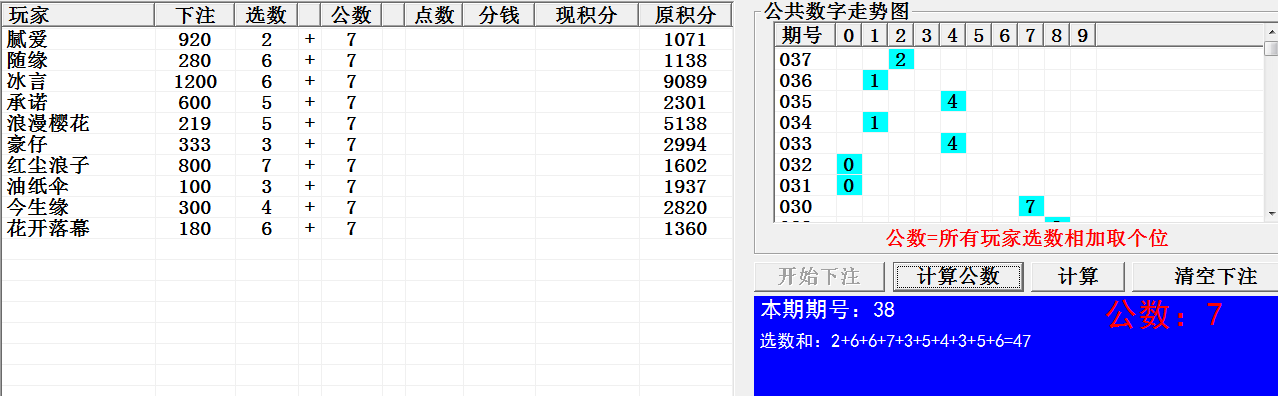 玩家 下注 选数 公数 点数 分钱 现积分 原积分
腻爱 920 2 + 7 1071
随缘 280 6 + 7 1138
冰言 1200 6 + 7 9089
承诺 600 5 + 7 2301
浪漫樱花 219 5 + 7 5138
豪仔 333 3 + 7 2994
红尘浪子 800 7 + 7 1602
油纸伞 100 3 + 7 1937
今生缘 300 4 + 7 2820
花开落幕 180 6 + 7 1360
公共数字走势图
期号 0 1 2 3 4 5 6 7 8 9
037 2
036 1
035 4
034 1
033 4
032 0
031 0
030 7
公数=所有玩家选数相加取个位
开始下注 计算公数 计算 清空下注
本期期号：38 公数：7
选数和：2+6+6+7+3+5+4+3+5+6=47